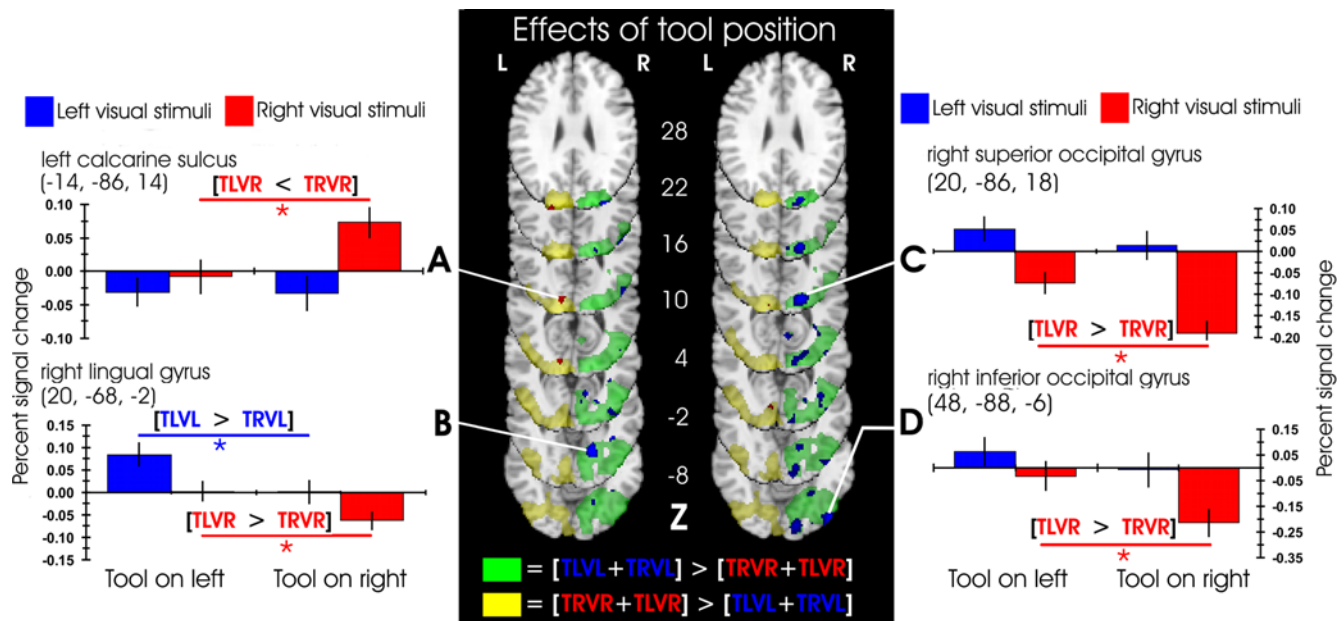 Effects of tool position
L R L R
Left visual stimuli Right visual stimuli
left calcarine sulcus
(-14, -86, 14)
[TLVR < TRVR]
*
0.10
0.05
0.00
0.05
0.10
Percent signal change
right lingual gyrus
(20, -68, -2)
[TLVL > TRVL]
*
0.15
0.10
0.05
0.00
-0.05
-0.10
-0.15
[TLVR > TRVR]
*
Tool on left Tool on right
A
B
28
22
16
10
4
-2
-8
Z
C
D
= [TLVL+TRVL] > [TRVR+TLVR]
= [TRVR+TLVR] > [TLVL+TRVL]
Left visual stimuli Right visual stimuli
right superior occipital gyrus
(20, -86, 18)
0.10
0.05
0.00
-0.05
-0.10
-0.15
-0.20
[TLVR > TRVR]
*
Percent signal change
right inferior occipital gyrus
(48, -88, -6)
0.15
0.05
-0.05
-0.15
-0.25
-0.35
[TLVR > TRVR]
*
Tool on left Tool on right